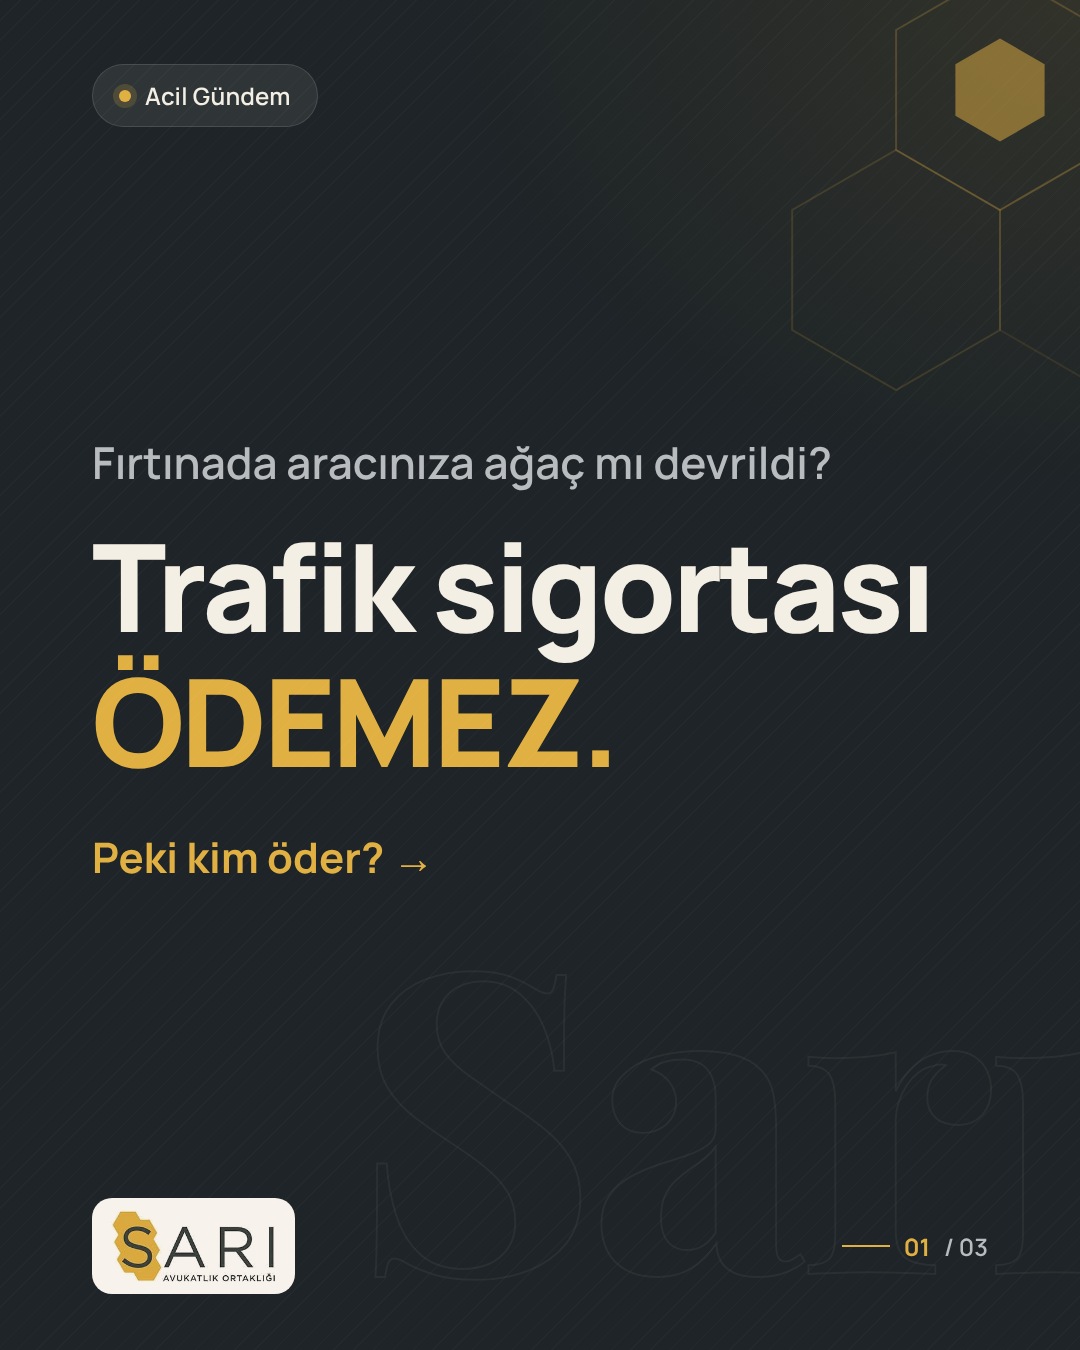 Acil Gündem
Fırtınada aracınıza ağaç mı devrildi?
Trafik sigortası
ÖDEMEZ.
Peki kim öder? →
Sarı
SARI
AVUKATLIK ORTAKLIĞI
01 / 03